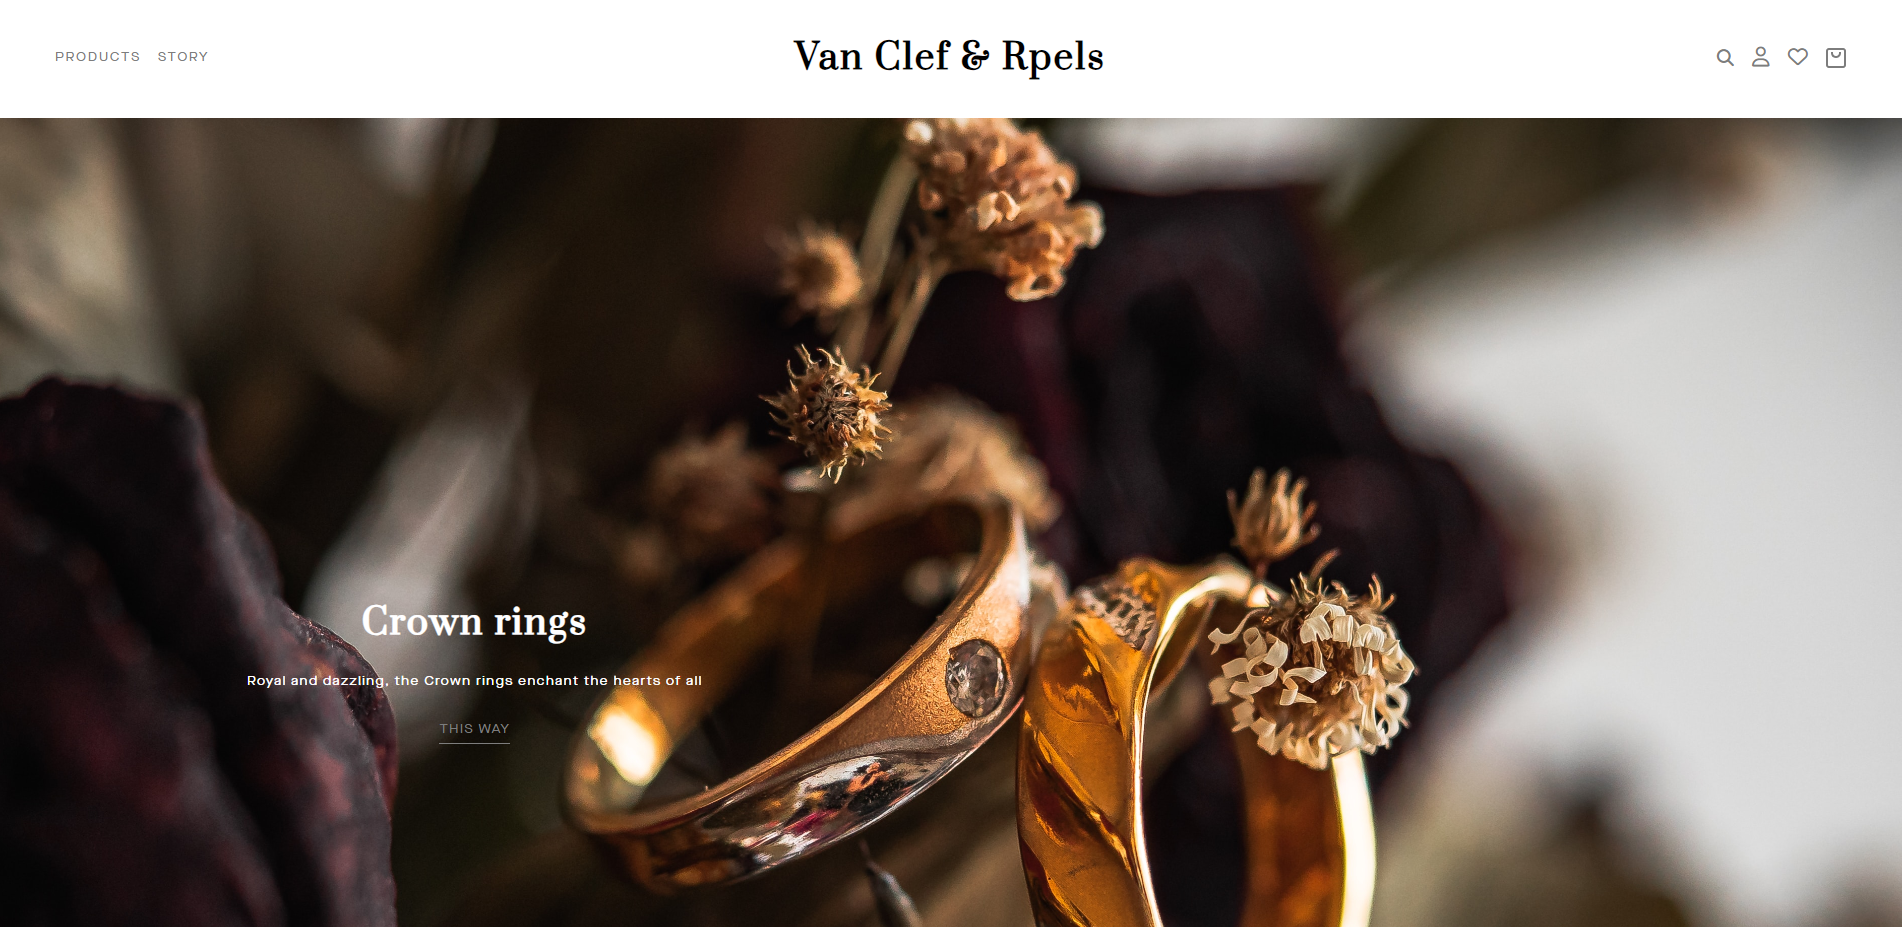 PRODUCTS STORY
Van Clef & Rpels
Crown rings
Royal and dazzling, the Crown rings enchant the hearts of all
THIS WAY